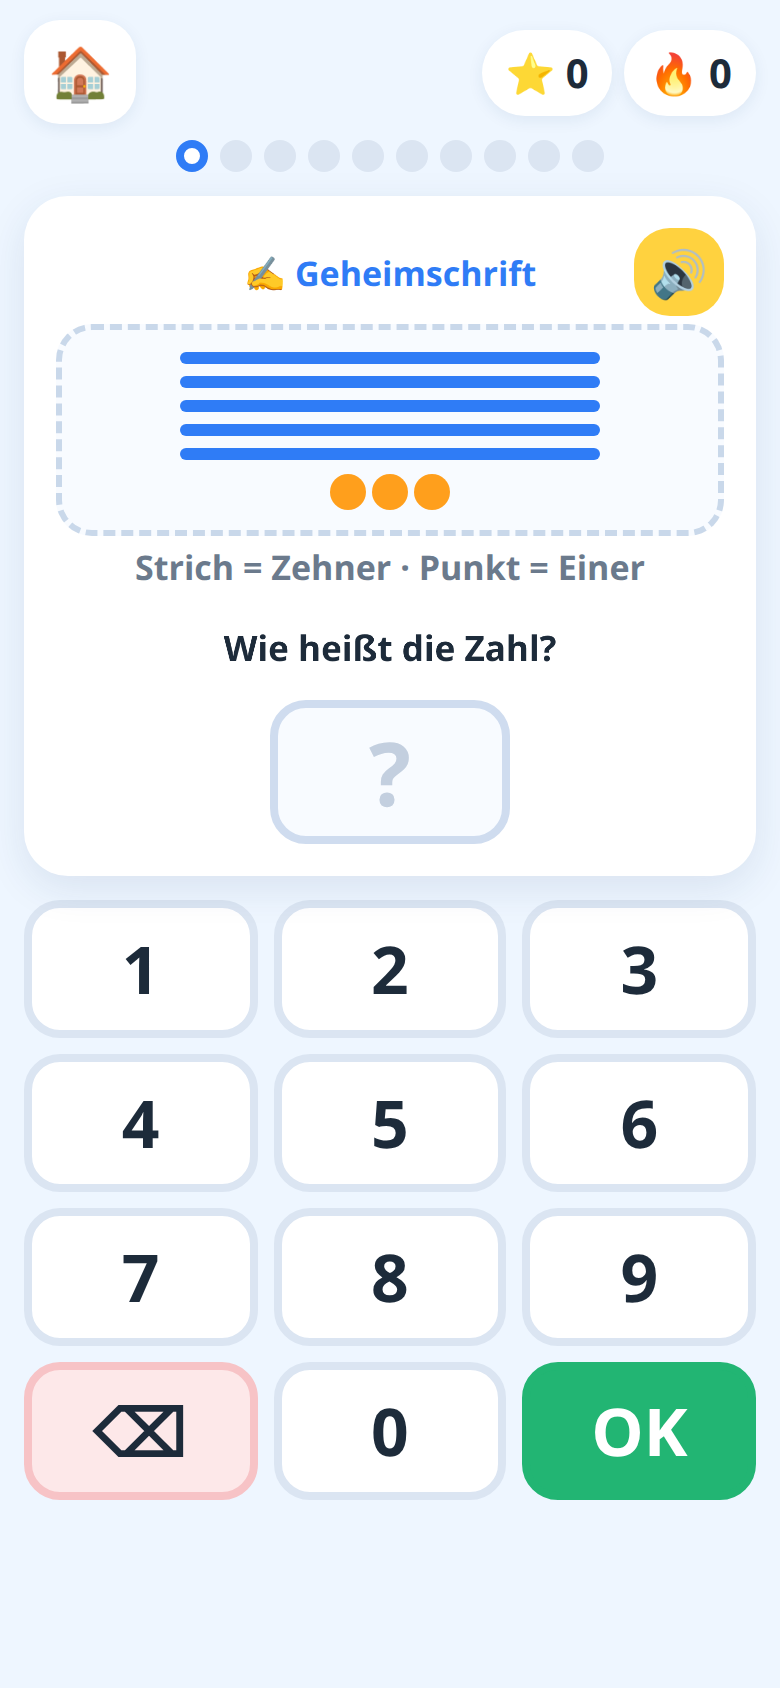 0 0
Geheimschrift
Strich = Zehner · Punkt = Einer
Wie heißt die Zahl?
?
1 2 3
4 5 6
7 8 9
0 OK